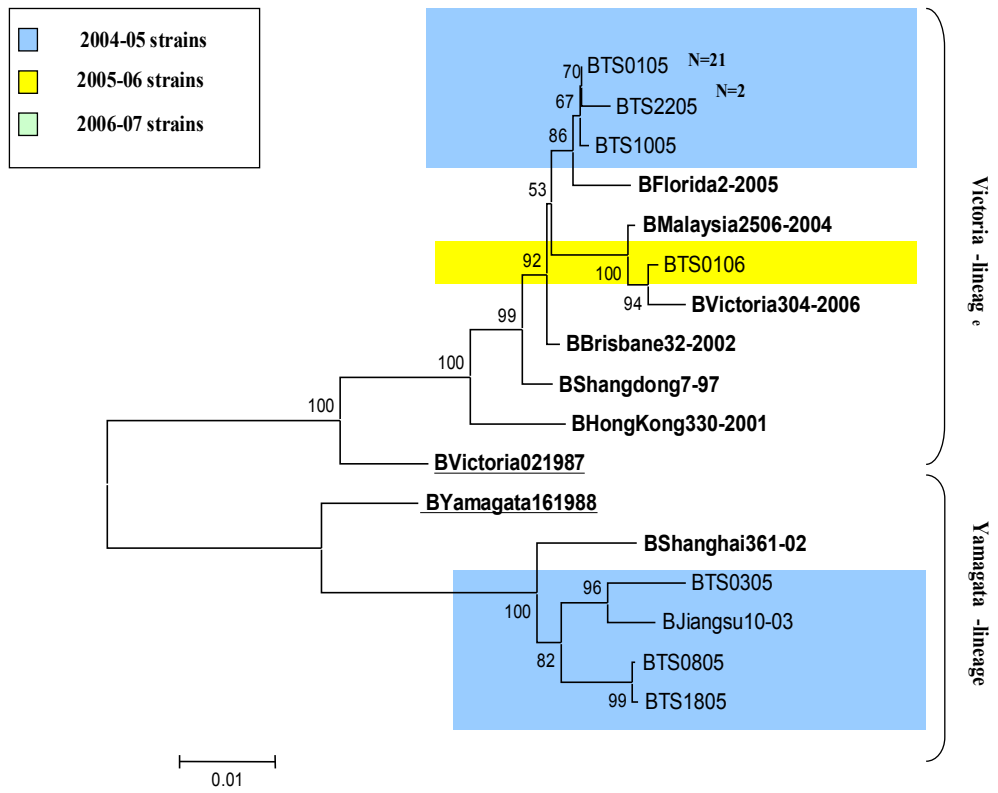 2004-05 strains
2005-06 strains
2006-07 strains
70
BTS0105 N=21
67
BTS2205 N=2
86
BTS1005
BFlorida2-2005
53
BMalaysia2506-2004
92
100
BTS0106
94
BVictoria304-2006
99
BBrisbane32-2002
100
BShangdong7-97
100
BHongKong330-2001
BVictoria021987
Victoria -lineage
BYamagata161988
BShanghai361-02
96
BTS0305
100
BJiangsu10-03
82
BTS0805
99
BTS1805
Yamagata -lineage
0.01